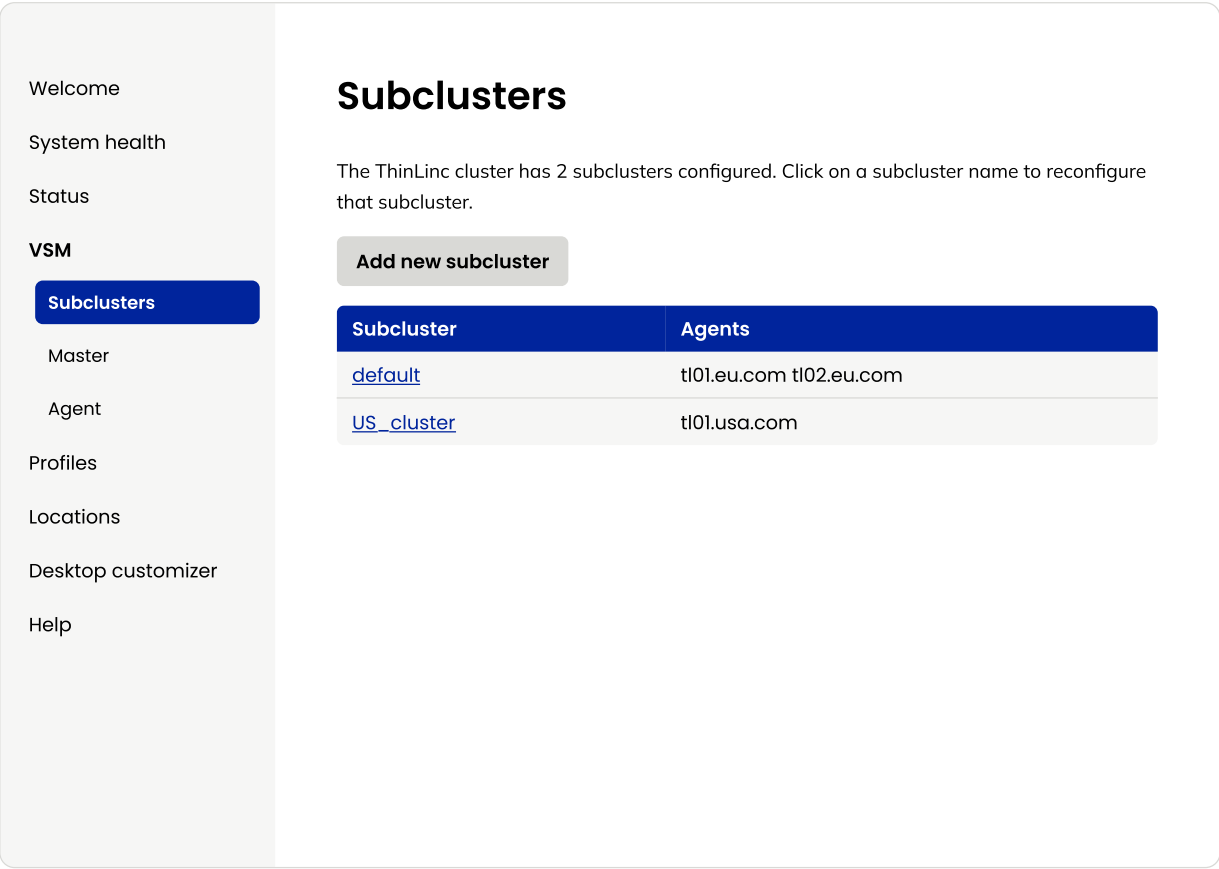 Welcome
System health
Status
VSM
Subclusters
Master
Agent
Profiles
Locations
Desktop customizer
Help
Subclusters
The ThinLinc cluster has 2 subclusters configured. Click on a subcluster name to reconfigure
that subcluster.
Add new subcluster
Subcluster Agents
default tl01.eu.com tl02.eu.com
US_cluster tl01.usa.com